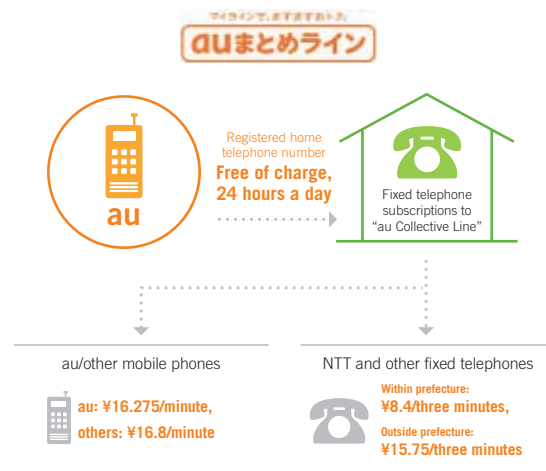 マイラインで、ますますおトク。
auまとめライン
Registered home
telephone number
Free of charge,
24 hours a day
au
Fixed telephone
subscriptions to
“au Collective Line”
au/other mobile phones
au: ¥16.275/minute,
others: ¥16.8/minute
NTT and other fixed telephones
Within prefecture:
¥8.4/three minutes,
Outside prefecture:
¥15.75/three minutes